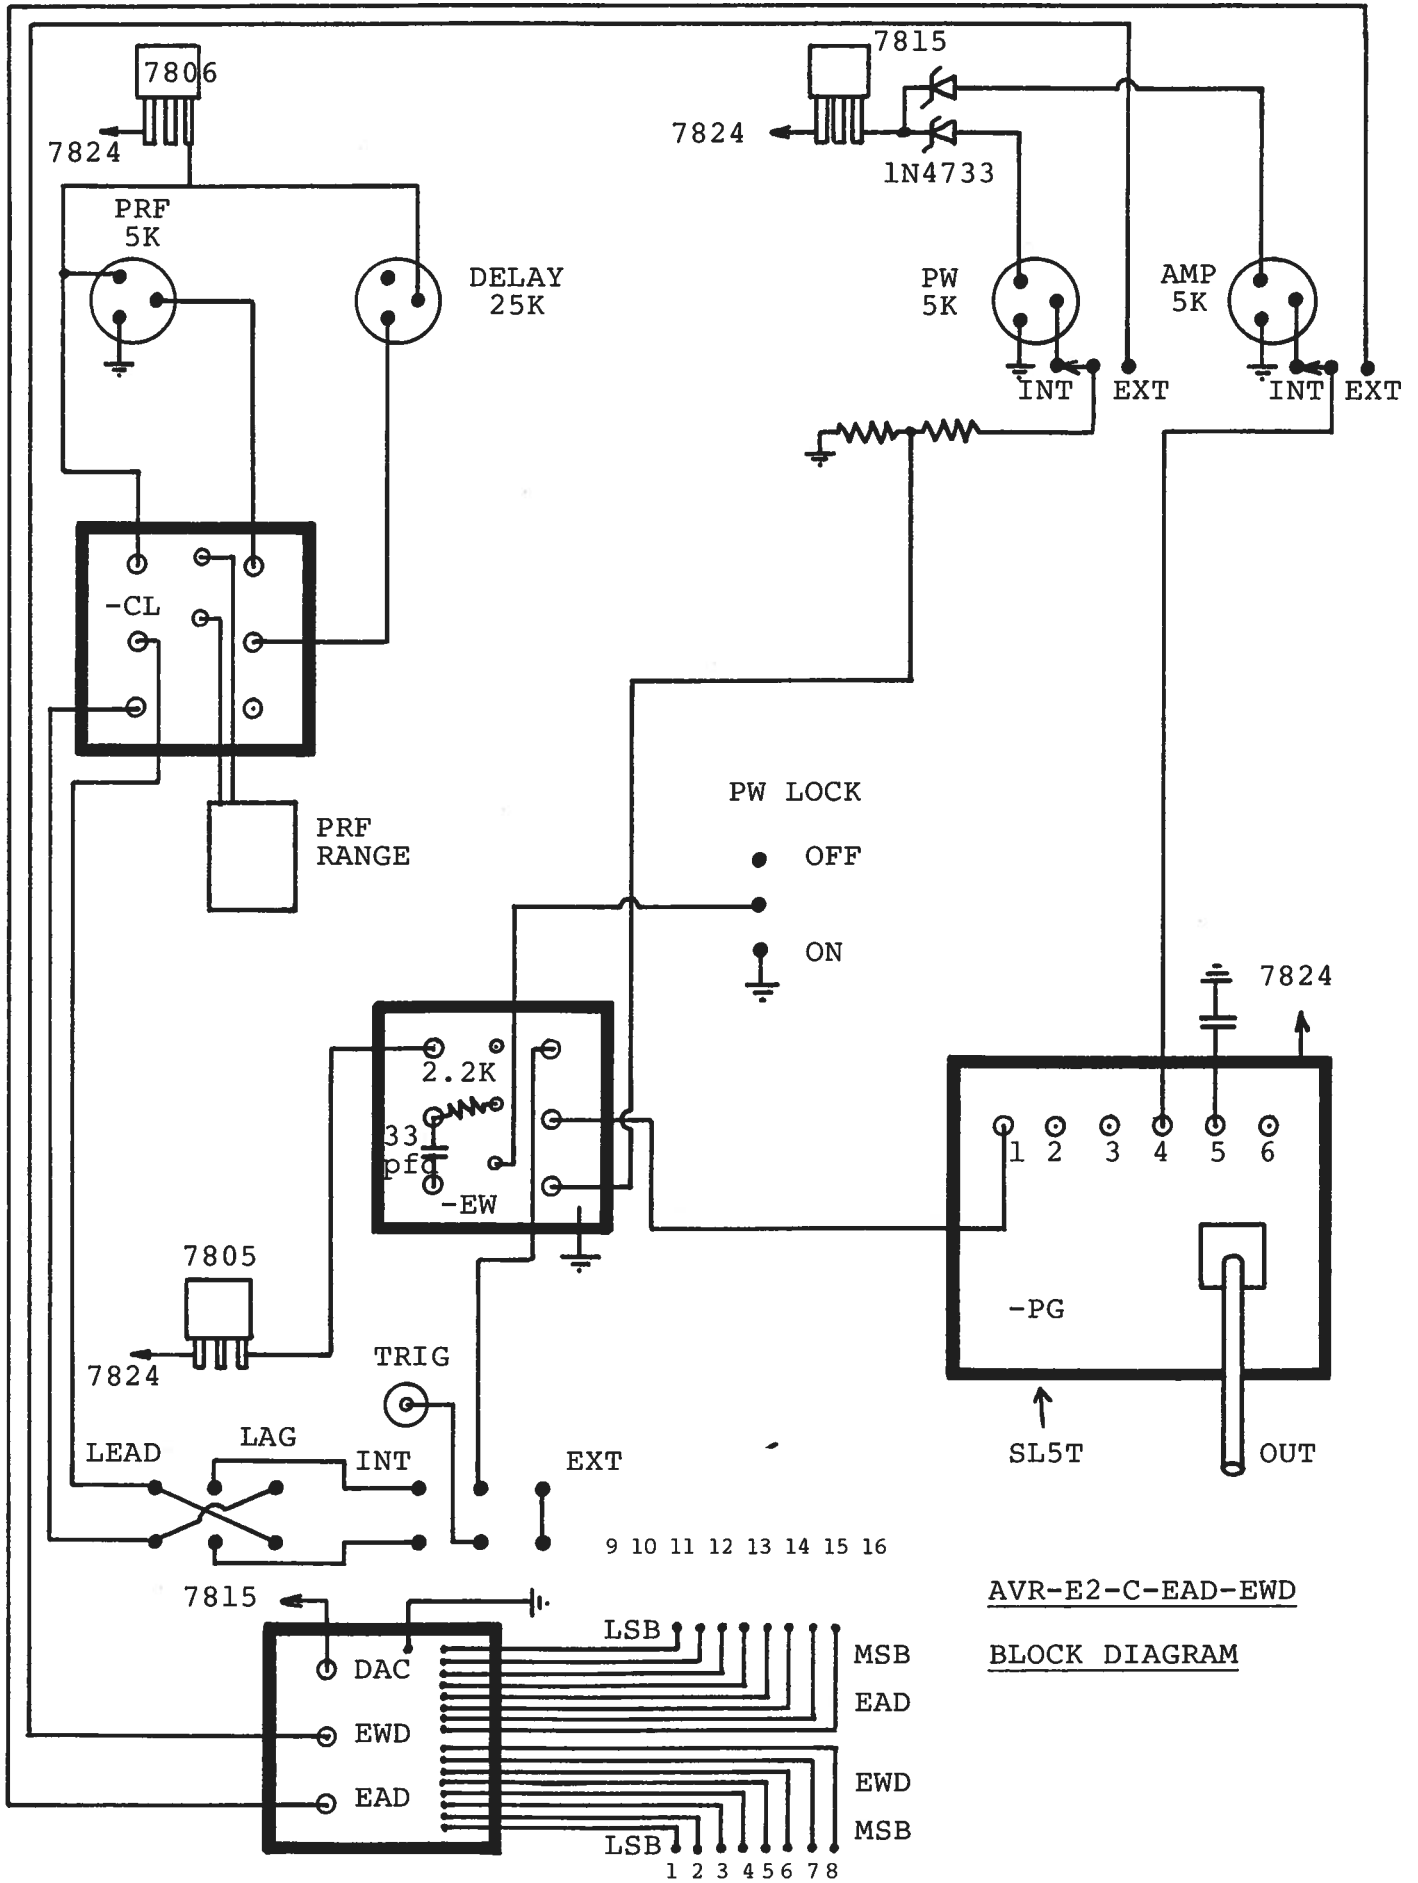 7815
7806
7824
7824
1N4733
PRF
5K
DELAY
25K
PW
5K
AMP
5K
INT
EXT
INT
EXT
-CL
PW LOCK
PRF
RANGE
OFF
ON
7824
2.2K
33
pfd
-EW
1 2 3 4 5 6
7805
-PG
7824
TRIG
LEAD
LAG
INT
EXT
SL5T
OUT
9 10 11 12 13 14 15 16
7815
AVR-E2-C-EAD-EWD
LSB
MSB
BLOCK DIAGRAM
DAC
EAD
EWD
EWD
EAD
MSB
LSB
1 2 3 4 5 6 7 8